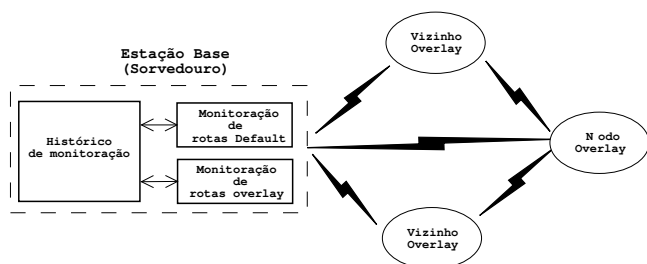 Estação Base
(Sorvedouro)
Histórico
de monitoração
Monitoração
de
rotas Default
Monitoração
de
rotas overlay
Vizinho
Overlay
N odo
Overlay
Vizinho
Overlay